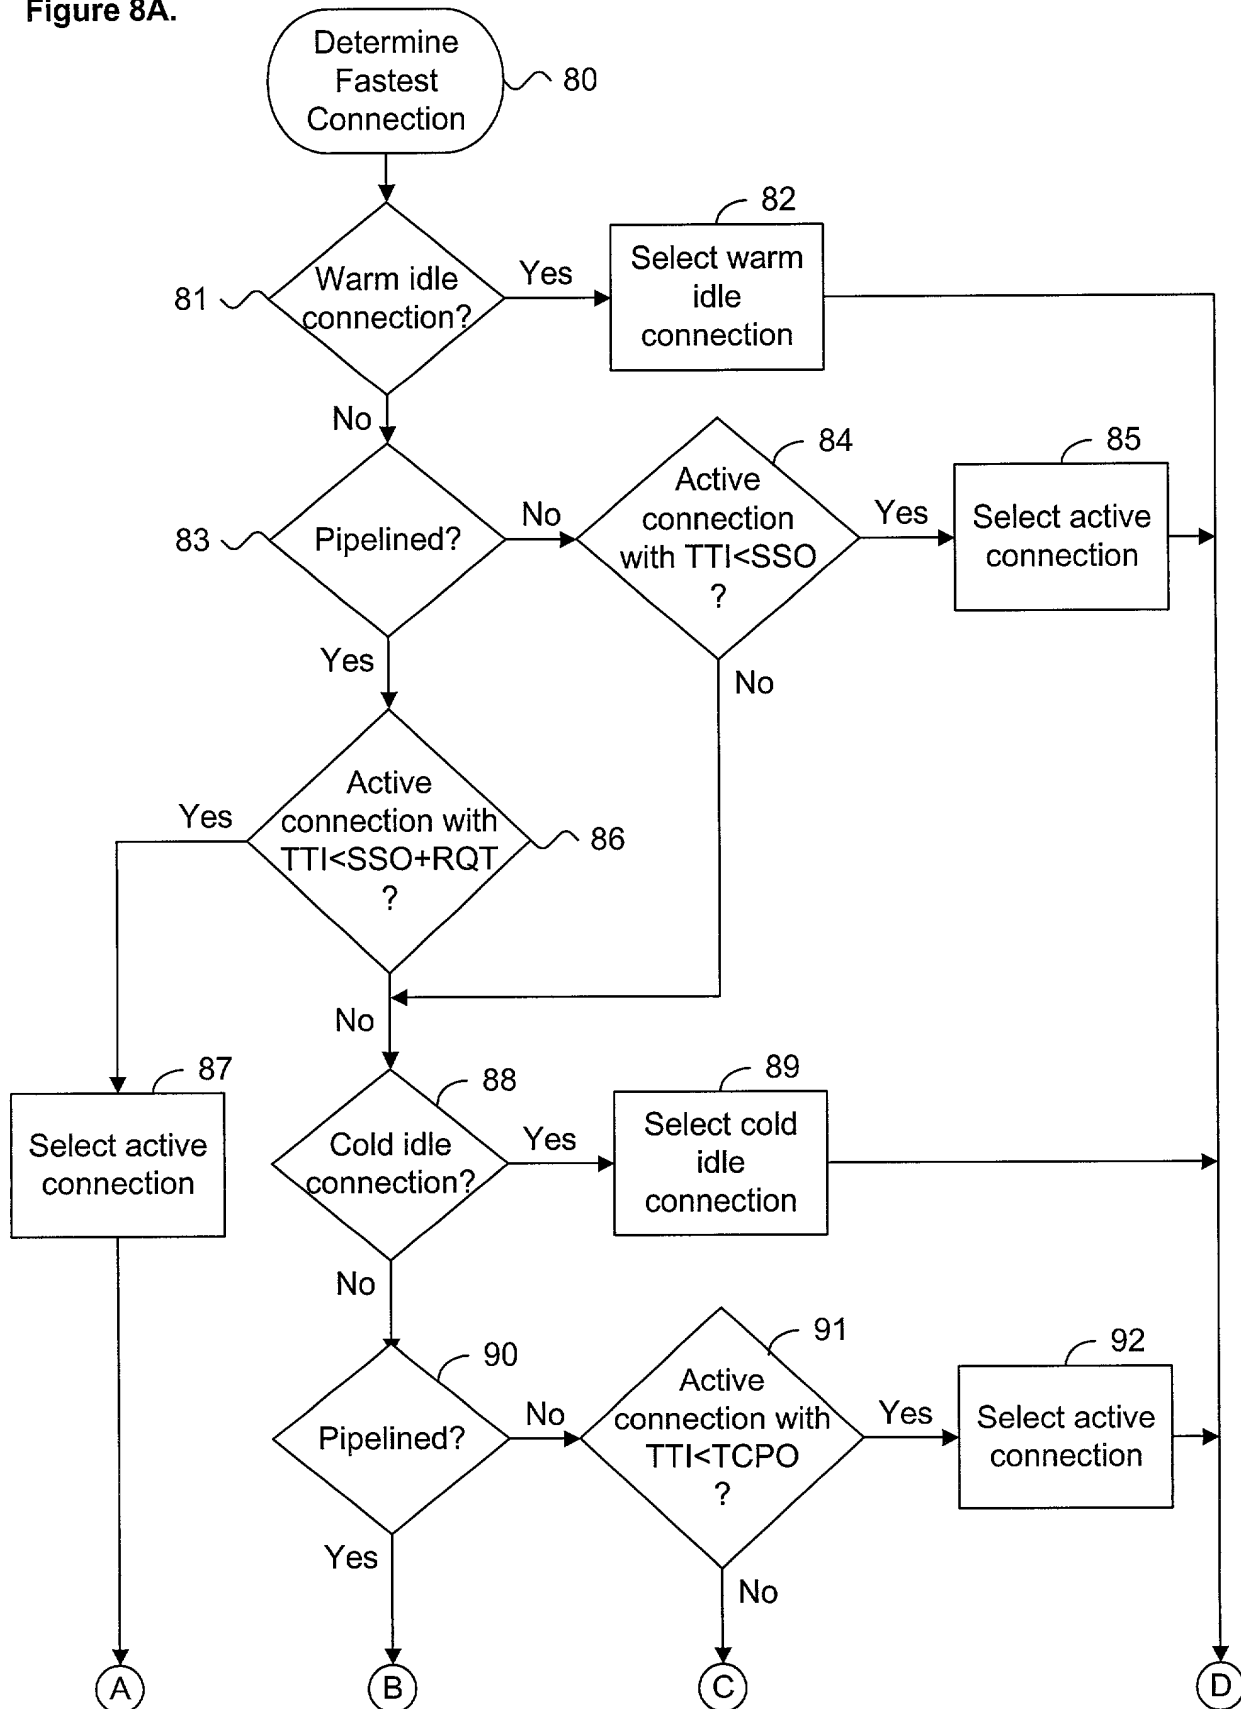 Figure 8A.
Determine
Fastest
Connection
80
82
Select warm
idle
connection
Yes
Warm idle
connection?
81
No
84
85
Active
connection
with TTI<SSO
?
Yes
Select active
connection
No
Pipelined?
83
Yes
No
Active
connection with
TTI<SSO+RQT
?
Yes
86
No
87
Select active
connection
88
89
Cold idle
connection?
Yes
Select cold
idle
connection
No
90
91
92
Pipelined?
No
Active
connection with
TTI<TCPO
?
Yes
Select active
connection
Yes
No
A
B
C
D